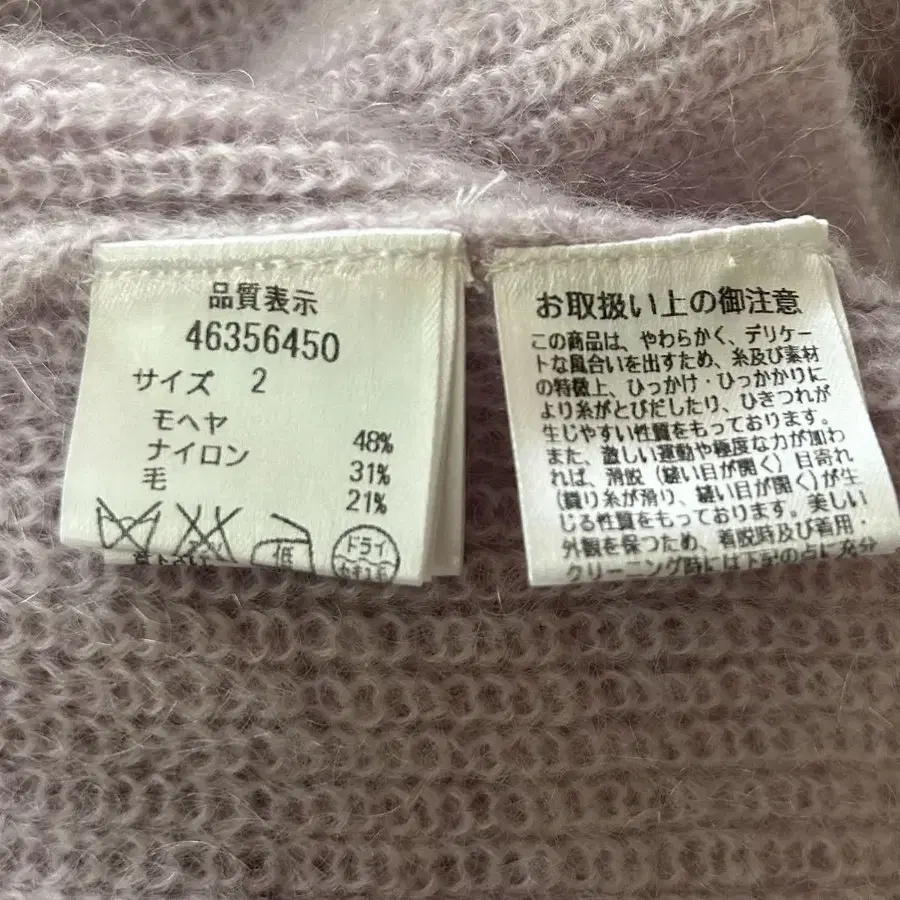 品質表示
46356450
サイズ 2
モヘヤ 48%
ナイロン 31%
毛 21%
低
ドライ
お取扱い上の御注意
この商品は、やわらかく、デリケー
トな風合いを出すため、糸及び素材
の特徴上、ひっかけ・ひっかかりに
より糸がとびだしたり、ひきつれが
生じやすい性質をもっております。
また、激しい運動や極度な力が加わ
れば、滑脱（縫い目が開く）目寄れ
(織り糸が滑り、縫い目が開く)が生
じる性質をもっております。美しい
外観を保つため、着脱時及び着用・
クリーニング時には下記の点に充分